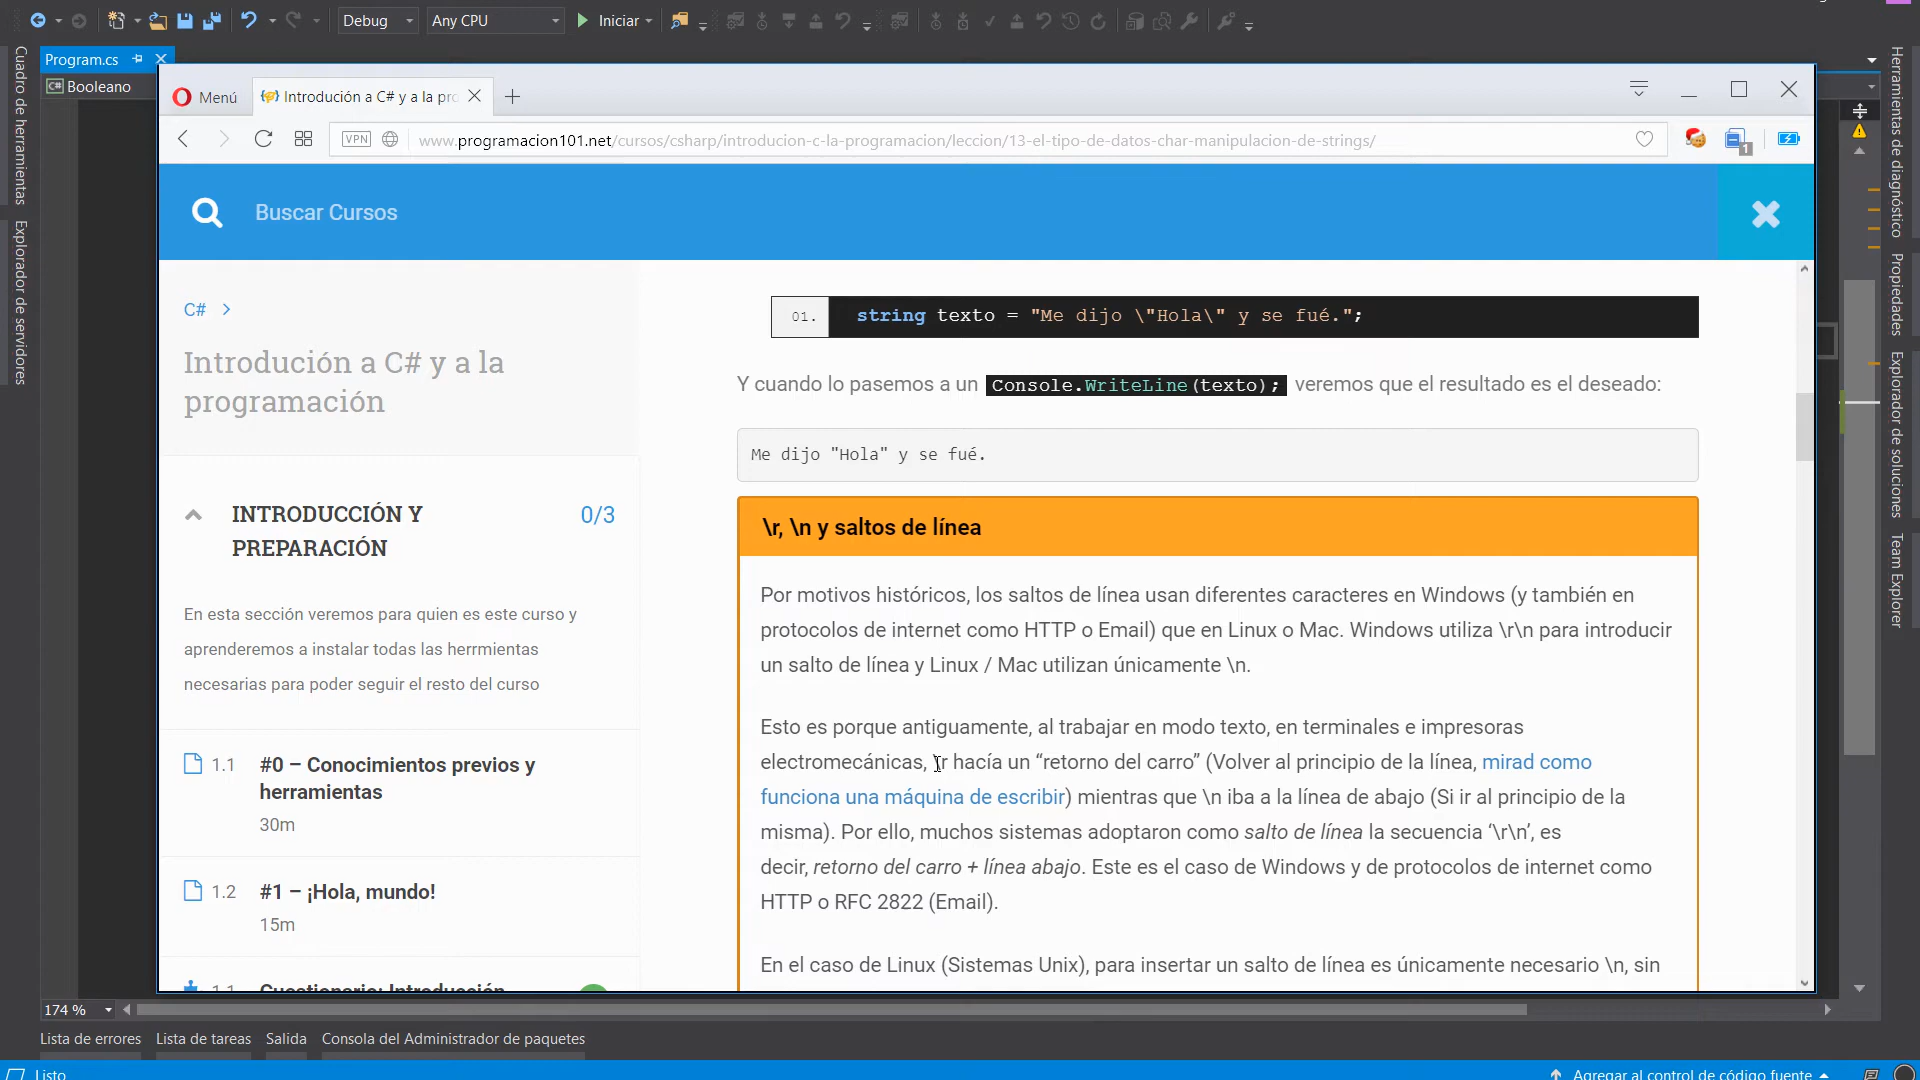 Debug
Any CPU
Iniciar
Program.cs
C# Booleano
Cuadro de herramientas
Explorador de servidores
Menú
Introdución a C# y a la pro
VPN
www.programacion101.net/cursos/csharp/introducion-c-la-programacion/leccion/13-el-tipo-de-datos-char-manipulacion-de-strings/
1
Buscar Cursos
C#
Introdución a C# y a la
programación
INTRODUCCIÓN Y
PREPARACIÓN
0/3
En esta sección veremos para quien es este curso y
aprenderemos a instalar todas las herrmientas
necesarias para poder seguir el resto del curso
1.1 #0 – Conocimientos previos y
herramientas
30m
1.2 #1 – ¡Hola, mundo!
15m
1.1 Cuestionario: Introducción
01. string texto = "Me dijo \"Hola\" y se fué.";
Y cuando lo pasemos a un Console.WriteLine(texto); veremos que el resultado es el deseado:
Me dijo "Hola" y se fué.
\r, \n y saltos de línea
Por motivos históricos, los saltos de línea usan diferentes caracteres en Windows (y también en
protocolos de internet como HTTP o Email) que en Linux o Mac. Windows utiliza \r\n para introducir
un salto de línea y Linux / Mac utilizan únicamente \n.
Esto es porque antiguamente, al trabajar en modo texto, en terminales e impresoras
electromecánicas, \r hacía un “retorno del carro” (Volver al principio de la línea, mirad como
funciona una máquina de escribir) mientras que \n iba a la línea de abajo (Si ir al principio de la
misma). Por ello, muchos sistemas adoptaron como salto de línea la secuencia ‘\r\n’, es
decir, retorno del carro + línea abajo. Este es el caso de Windows y de protocolos de internet como
HTTP o RFC 2822 (Email).
En el caso de Linux (Sistemas Unix), para insertar un salto de línea es únicamente necesario \n, sin
Herramientas de diagnóstico
Propiedades
Explorador de soluciones
Team Explorer
174 %
Lista de errores
Lista de tareas
Salida
Consola del Administrador de paquetes
Listo
Agregar al control de código fuente